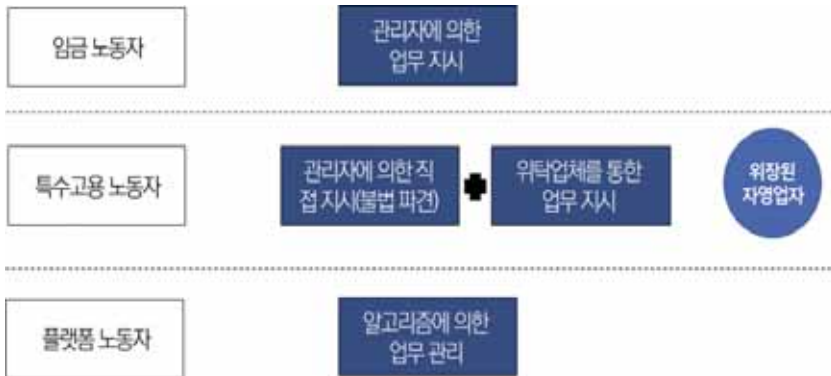 임금 노동자
관리자에 의한
업무 지시
특수고용 노동자
관리자에 의한 직
접 지시(불법 파견)
위탁업체를 통한
업무 지시
위장된
자영업자
플랫폼 노동자
알고리즘에 의한
업무 관리